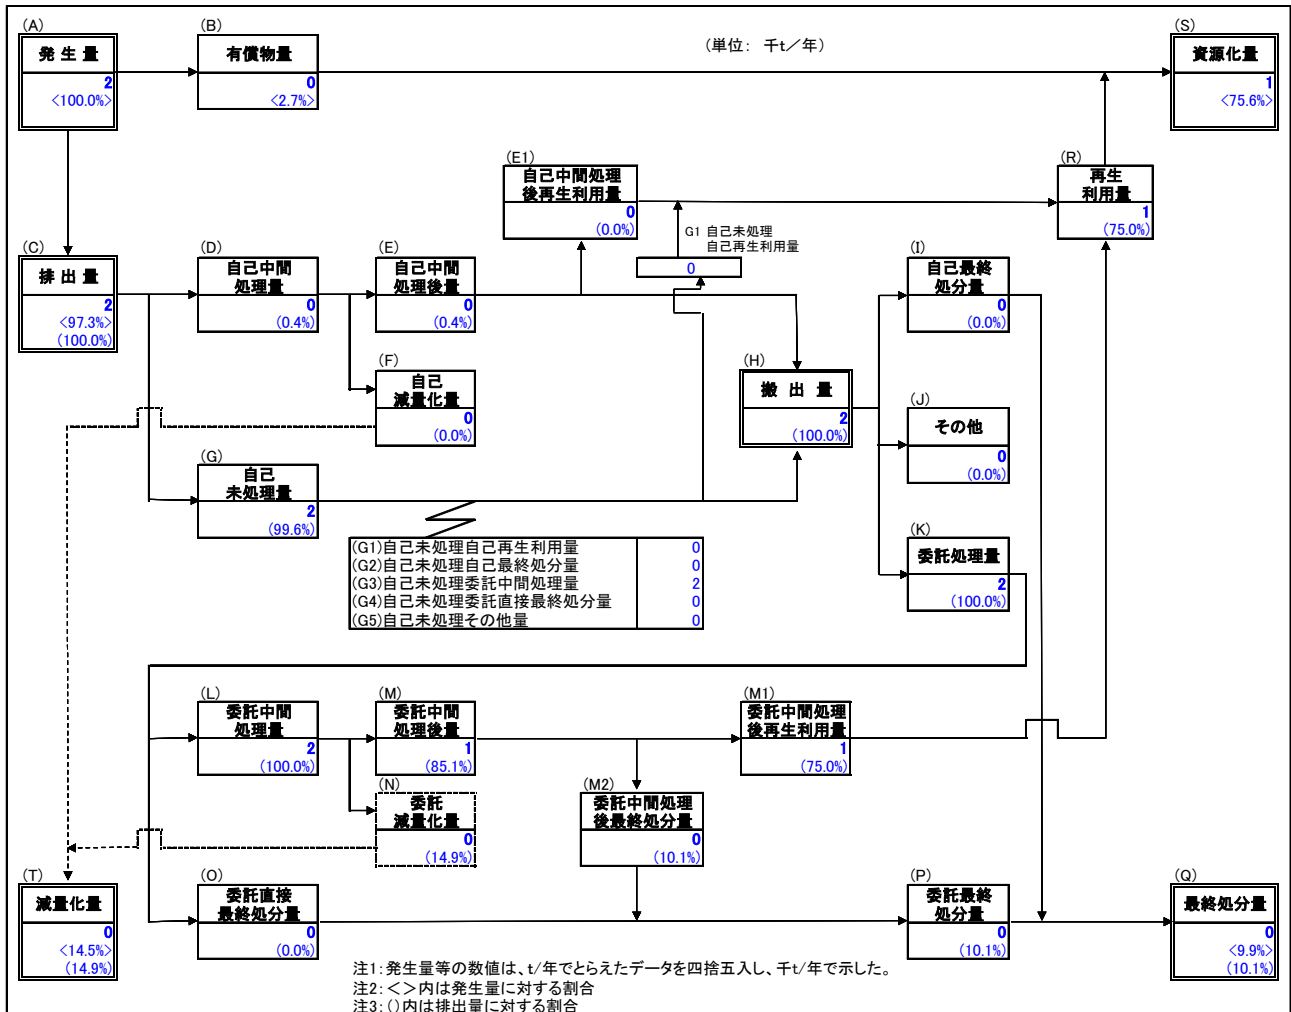 (A)
発 生 量
2
<100.0%>
(B)
有償物量
0
<2.7%>
(単位: 千t/年)
(S)
資源化量
1
<75.6%>
(E1)
自己中間処理
後再生利用量
0
(0.0%)
G1 自己未処理
自己再生利用量
0
(R)
再生
利用量
1
(75.0%)
(C)
排 出 量
2
<97.3%>
(100.0%)
(D)
自己中間
処理量
0
(0.4%)
(E)
自己中間
処理後量
0
(0.4%)
(F)
自己
減量化量
0
(0.0%)
(G)
自己
未処理量
2
(99.6%)
(H)
搬 出 量
2
(100.0%)
(I)
自己最終
処分量
0
(0.0%)
(J)
その他
0
(0.0%)
(K)
委託処理量
2
(100.0%)
(G1)自己未処理自己再生利用量 0
(G2)自己未処理自己最終処分量 0
(G3)自己未処理委託中間処理量 2
(G4)自己未処理委託直接最終処分量 0
(G5)自己未処理その他量 0
(L)
委託中間
処理量
2
(100.0%)
(M)
委託中間
処理後量
1
(85.1%)
(M1)
委託中間処理
後再生利用量
1
(75.0%)
(N)
委託
減量化量
0
(14.9%)
(M2)
委託中間処理
後最終処分量
0
(10.1%)
(T)
減量化量
0
<14.5%>
(14.9%)
(O)
委託直接
最終処分量
0
(0.0%)
(P)
委託最終
処分量
0
(10.1%)
(Q)
最終処分量
0
<9.9%>
(10.1%)
注1:発生量等の数値は、t/年でとらえたデータを四捨五入し、千t/年で示した。
注2:<>内は発生量に対する割合
注3:()内は排出量に対する割合